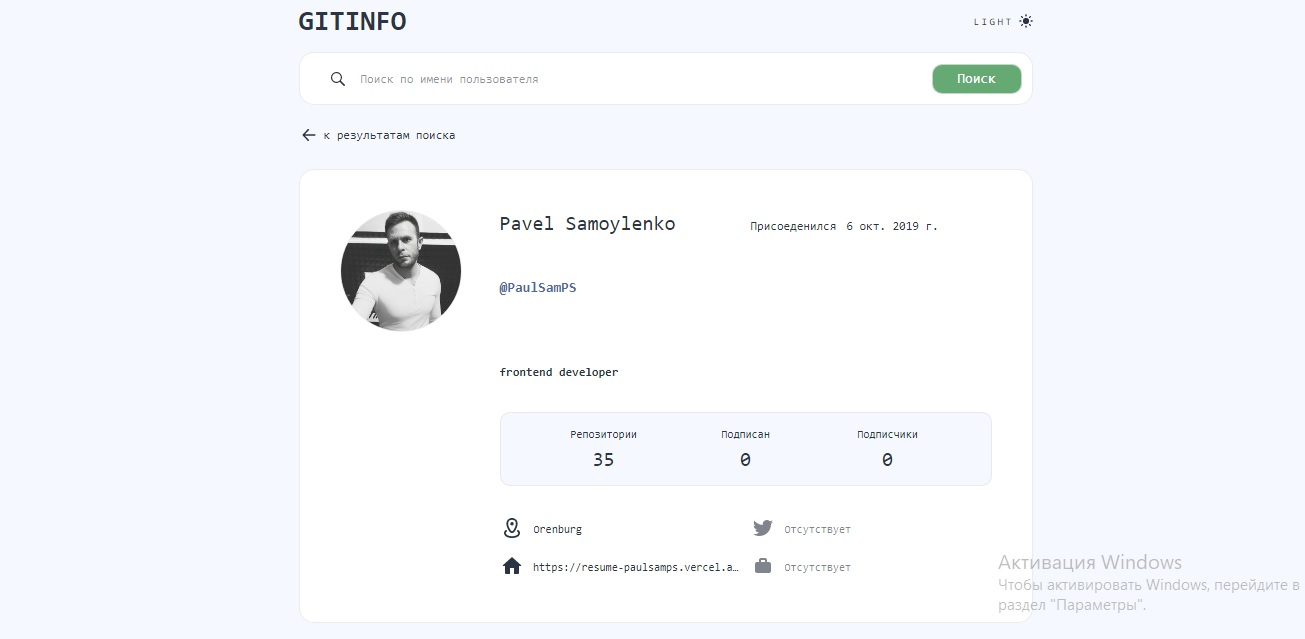 GITINFO
LIGHT
Поиск по имени пользователя
Поиск
к результатам поиска
Pavel Samoylenko
Присоеденился 6 окт. 2019 г.
@PaulSamPS
frontend developer
Репозитории Подписан Подписчики
35 0 0
Orenburg
Отсутствует
https://resume-paulsamps.vercel.a…
Отсутствует
Активация Windows
Чтобы активировать Windows, перейдите в
раздел "Параметры".